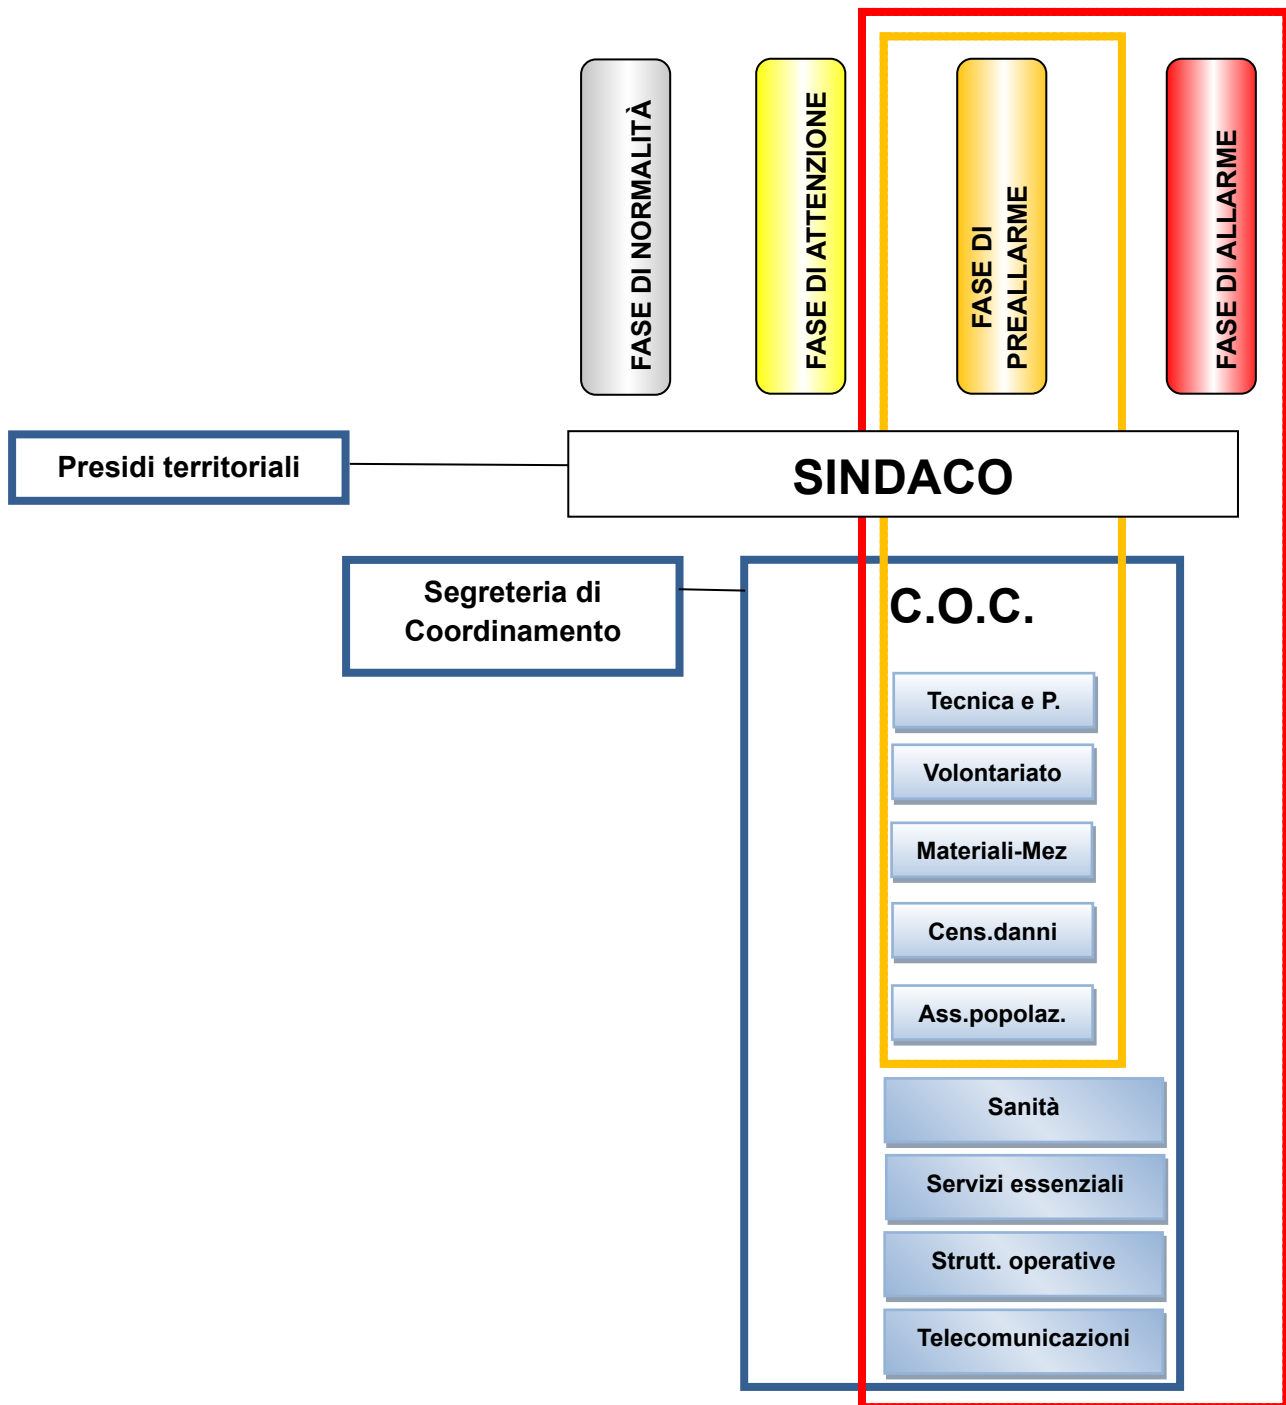 FASE DI NORMALITÀ
FASE DI ATTENZIONE
FASE DI
PREALLARME
FASE DI ALLARME
Presidi territoriali
SINDACO
Segreteria di
Coordinamento
C.O.C.
Tecnica e P.
Volontariato
Materiali-Mez
Cens.danni
Ass.popolaz.
Sanità
Servizi essenziali
Strutt. operative
Telecomunicazioni